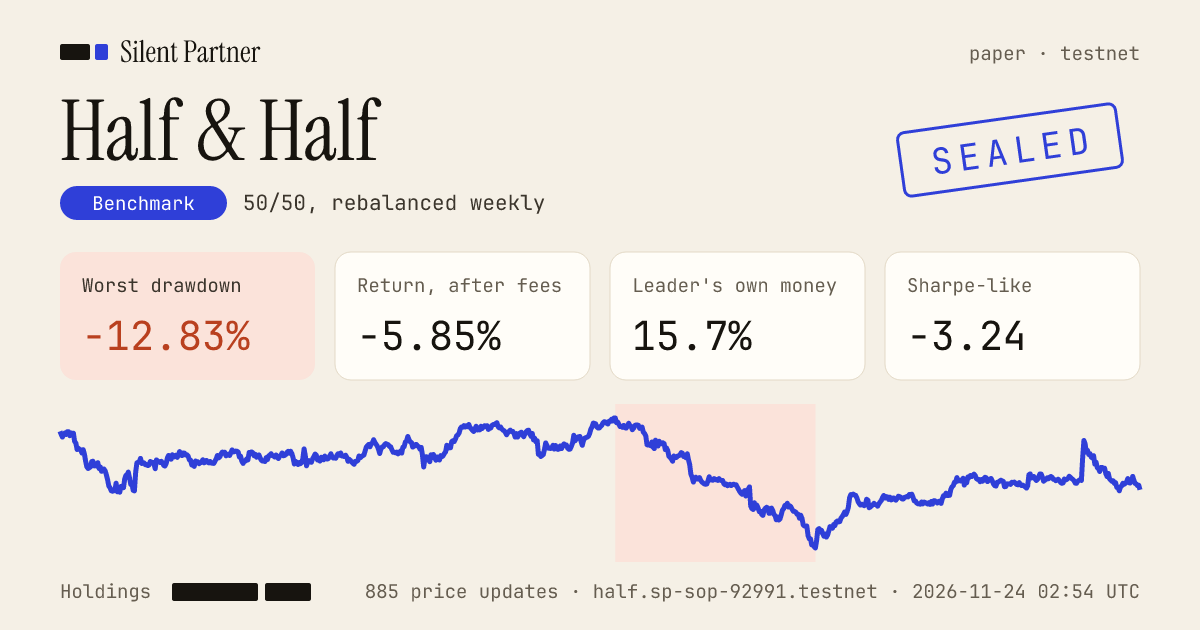 Silent Partner
paper · testnet
Half & Half
SEALED
Benchmark
50/50, rebalanced weekly
Worst drawdown
-12.83%
Return, after fees
-5.85%
Leader's own money
15.7%
Sharpe-like
-3.24
Holdings
885 price updates · half.sp-sop-92991.testnet · 2026-11-24 02:54 UTC